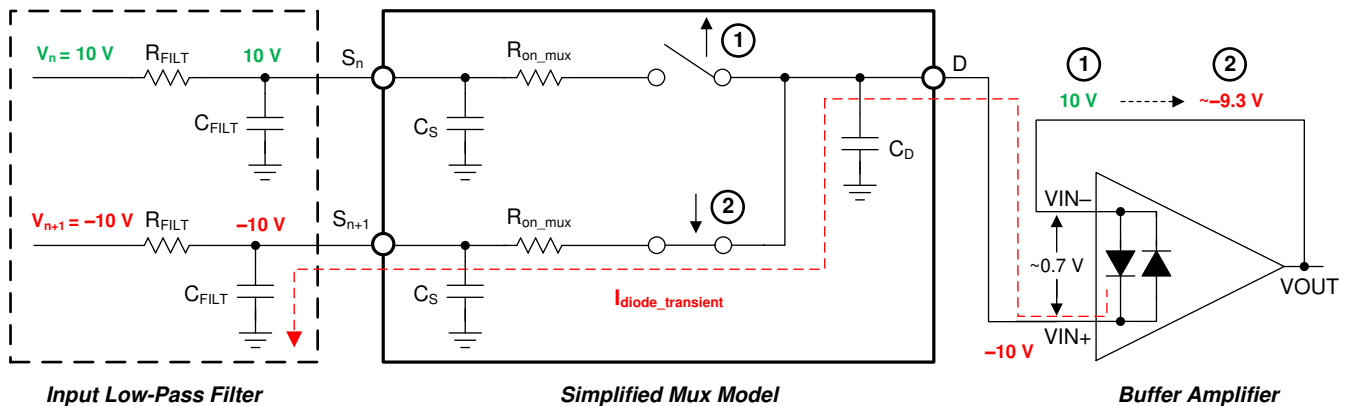 Vn = 10 V
RFILT
10 V
Sn
Ron_mux
1
D
1
2
10 V
~–9.3 V
CFILT
CS
CD
Vn+1 = –10 V
RFILT
–10 V
Sn+1
Ron_mux
2
VIN–
~0.7 V
CFILT
CS
Idiode_transient
VOUT
VIN+
–10 V
Input Low-Pass Filter
Simplified Mux Model
Buffer Amplifier